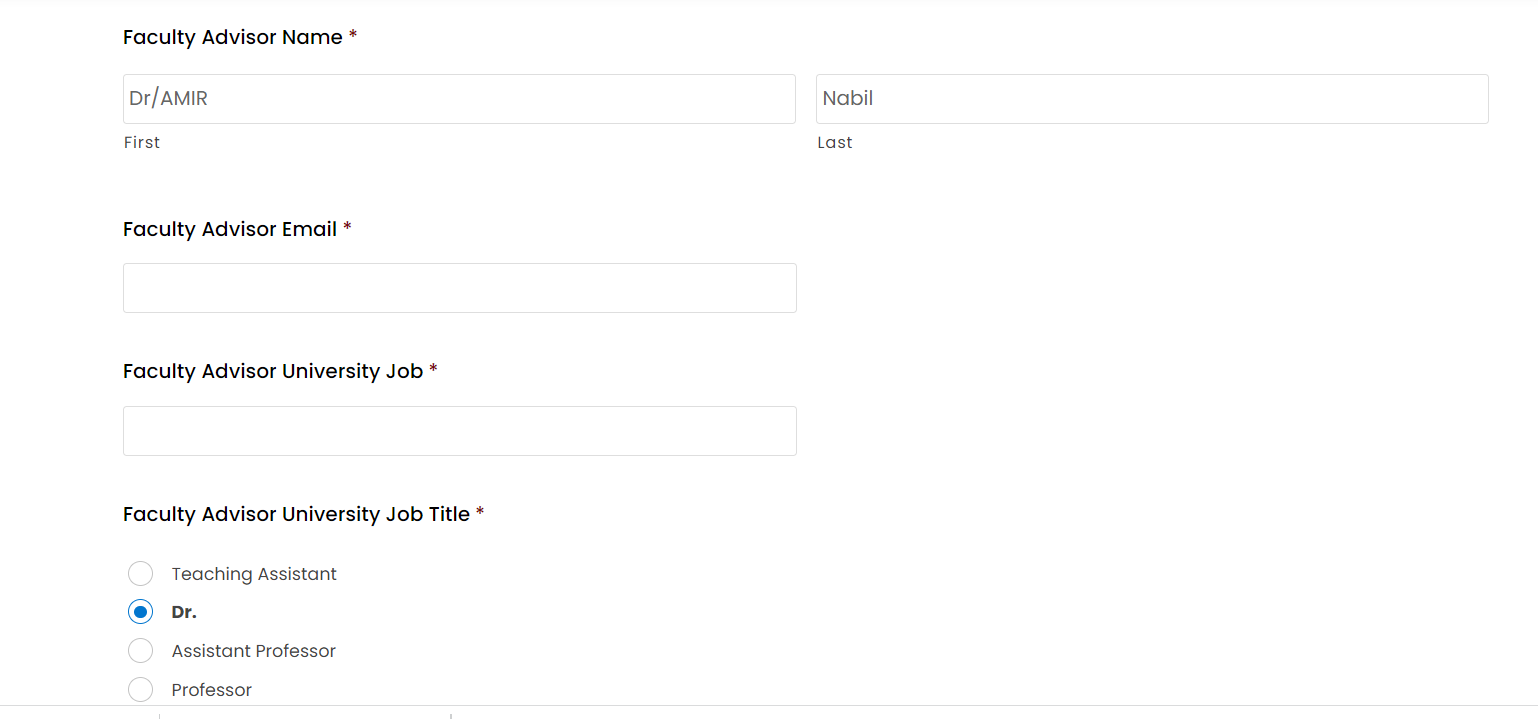 Faculty Advisor Name *
Dr/AMIR
Nabil
First
Last
Faculty Advisor Email *
Faculty Advisor University Job *
Faculty Advisor University Job Title *
Teaching Assistant
Dr.
Assistant Professor
Professor